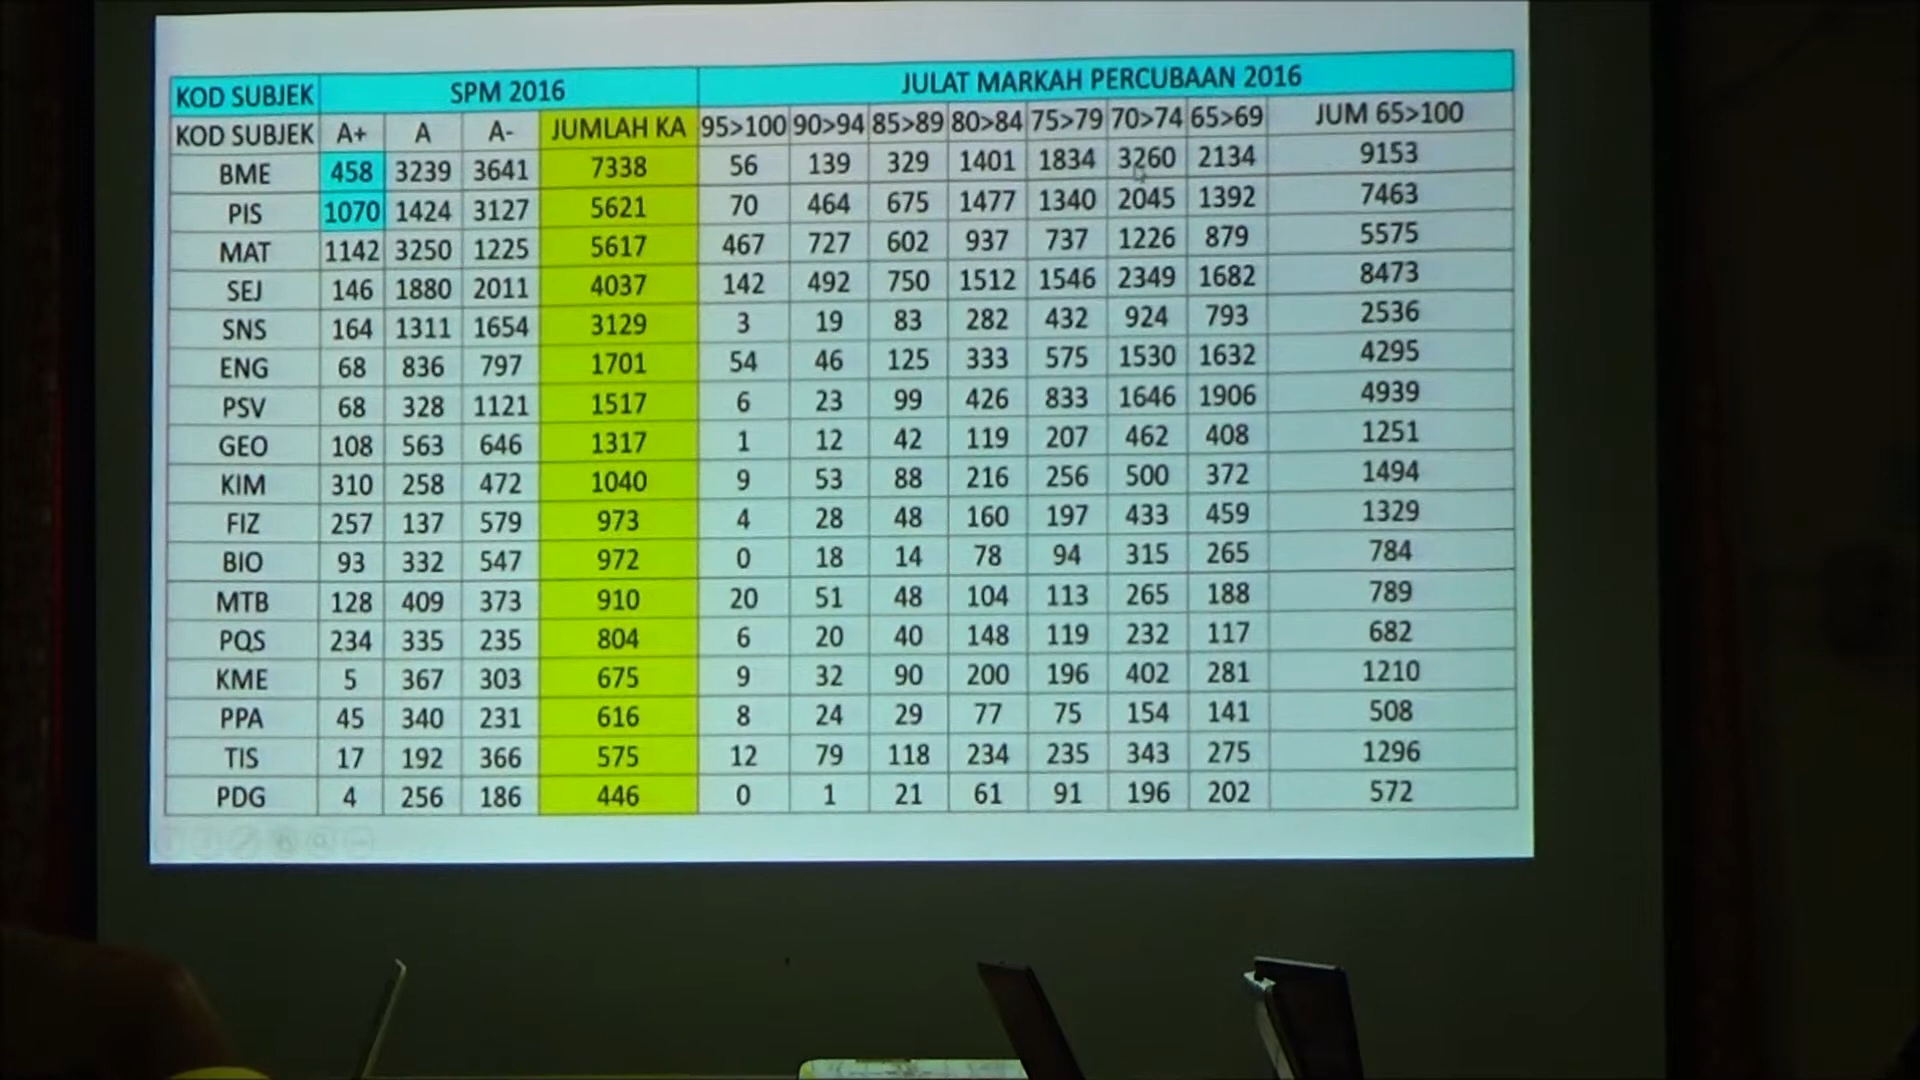 KOD SUBJEK SPM 2016 JULAT MARKAH PERCUBAAN 2016
KOD SUBJEK A+ A A- JUMLAH KA 95>100 90>94 85>89 80>84 75>79 70>74 65>69 JUM 65>100
BME 458 3239 3641 7338 56 139 329 1401 1834 3260 2134 9153
PIS 1070 1424 3127 5621 70 464 675 1477 1340 2045 1392 7463
MAT 1142 3250 1225 5617 467 727 602 937 737 1226 879 5575
SEJ 146 1880 2011 4037 142 492 750 1512 1546 2349 1682 8473
SNS 164 1311 1654 3129 3 19 83 282 432 924 793 2536
ENG 68 836 797 1701 54 46 125 333 575 1530 1632 4295
PSV 68 328 1121 1517 6 23 99 426 833 1646 1906 4939
GEO 108 563 646 1317 1 12 42 119 207 462 408 1251
KIM 310 258 472 1040 9 53 88 216 256 500 372 1494
FIZ 257 137 579 973 4 28 48 160 197 433 459 1329
BIO 93 332 547 972 0 18 14 78 94 315 265 784
MTB 128 409 373 910 20 51 48 104 113 265 188 789
PQS 234 335 235 804 6 20 40 148 119 232 117 682
KME 5 367 303 675 9 32 90 200 196 402 281 1210
PPA 45 340 231 616 8 24 29 77 75 154 141 508
TIS 17 192 366 575 12 79 118 234 235 343 275 1296
PDG 4 256 186 446 0 1 21 61 91 196 202 572